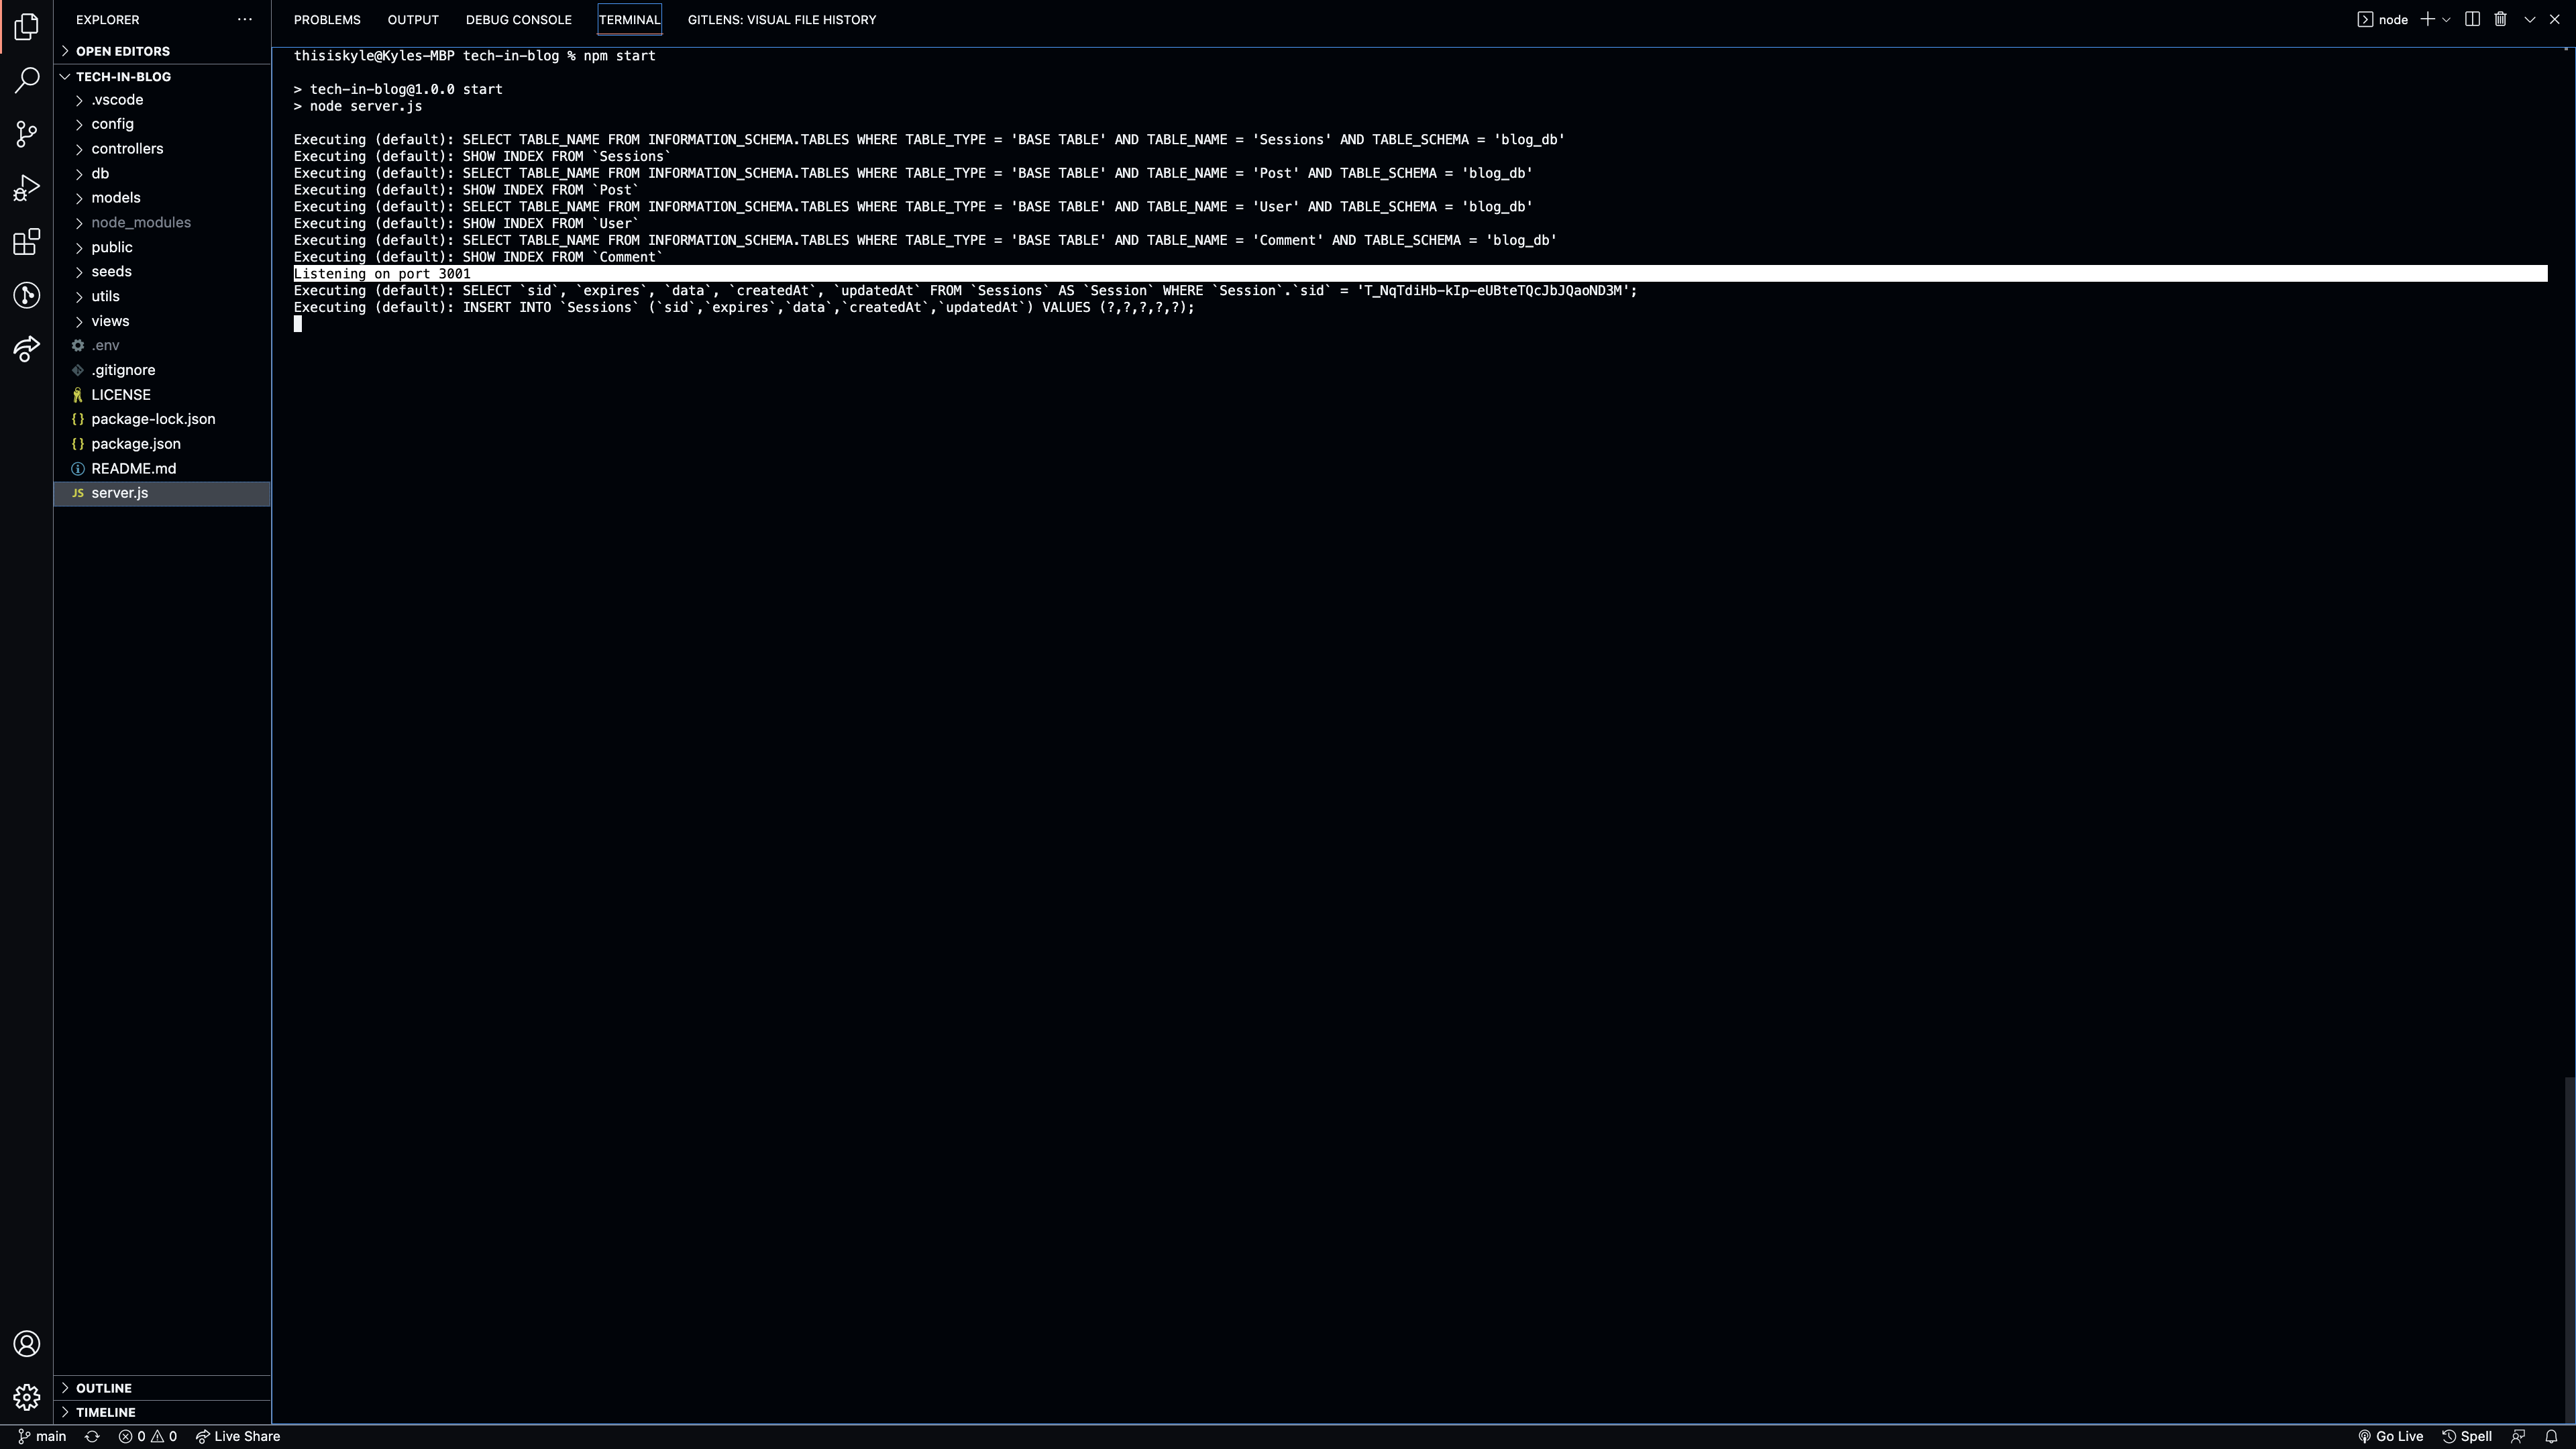 EXPLORER
OPEN EDITORS
TECH-IN-BLOG
.vscode
config
controllers
db
models
node_modules
public
seeds
utils
views
.env
.gitignore
LICENSE
package-lock.json
package.json
README.md
JS server.js
OUTLINE
TIMELINE
PROBLEMS OUTPUT DEBUG CONSOLE TERMINAL GITLENS: VISUAL FILE HISTORY
node
thisiskyle@Kyles-MBP tech-in-blog % npm start
> tech-in-blog@1.0.0 start
> node server.js
Executing (default): SELECT TABLE_NAME FROM INFORMATION_SCHEMA.TABLES WHERE TABLE_TYPE = 'BASE TABLE' AND TABLE_NAME = 'Sessions' AND TABLE_SCHEMA = 'blog_db'
Executing (default): SHOW INDEX FROM `Sessions`
Executing (default): SELECT TABLE_NAME FROM INFORMATION_SCHEMA.TABLES WHERE TABLE_TYPE = 'BASE TABLE' AND TABLE_NAME = 'Post' AND TABLE_SCHEMA = 'blog_db'
Executing (default): SHOW INDEX FROM `Post`
Executing (default): SELECT TABLE_NAME FROM INFORMATION_SCHEMA.TABLES WHERE TABLE_TYPE = 'BASE TABLE' AND TABLE_NAME = 'User' AND TABLE_SCHEMA = 'blog_db'
Executing (default): SHOW INDEX FROM `User`
Executing (default): SELECT TABLE_NAME FROM INFORMATION_SCHEMA.TABLES WHERE TABLE_TYPE = 'BASE TABLE' AND TABLE_NAME = 'Comment' AND TABLE_SCHEMA = 'blog_db'
Executing (default): SHOW INDEX FROM `Comment`
Listening on port 3001
Executing (default): SELECT `sid`, `expires`, `data`, `createdAt`, `updatedAt` FROM `Sessions` AS `Session` WHERE `Session`.`sid` = 'T_NqTdiHb-kIp-eUBteTQcJbJQaoND3M';
Executing (default): INSERT INTO `Sessions` (`sid`,`expires`,`data`,`createdAt`,`updatedAt`) VALUES (?,?,?,?,?);
main 0 0 Live Share
Go Live Spell